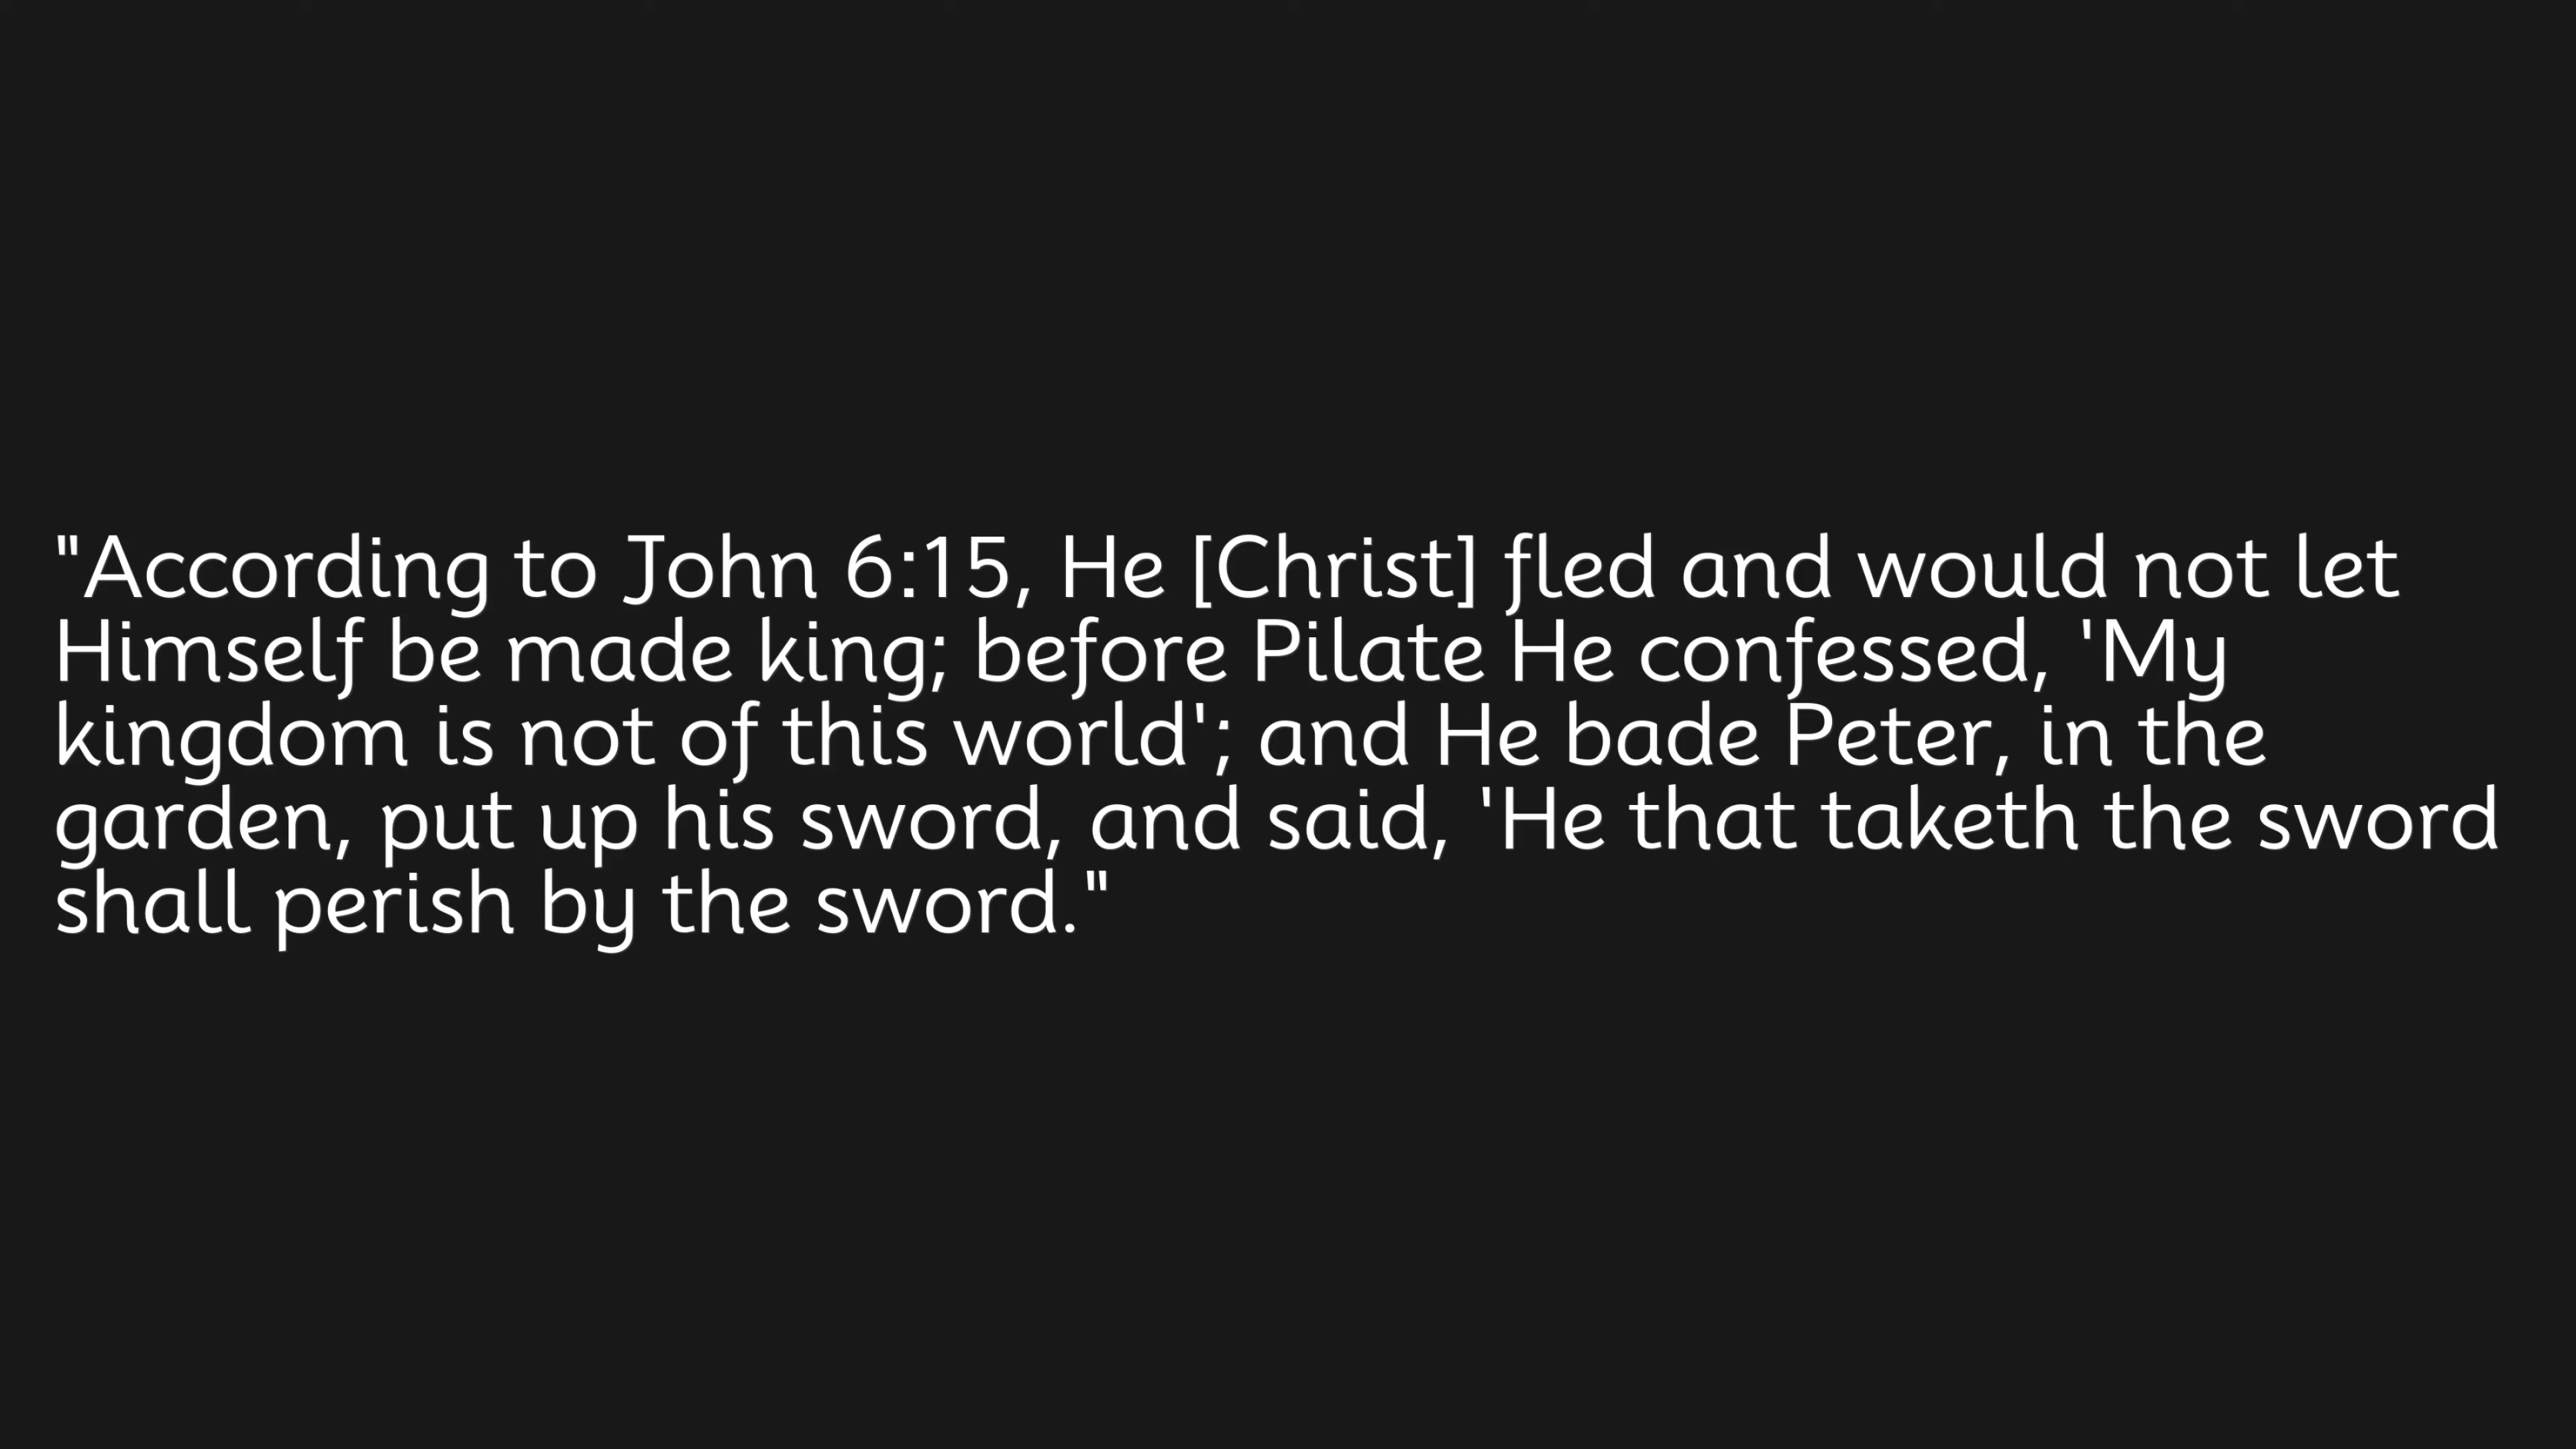 "According to John 6:15, He [Christ] fled and would not let
Himself be made king; before Pilate He confessed, 'My
kingdom is not of this world'; and He bade Peter, in the
garden, put up his sword, and said, 'He that taketh the sword
shall perish by the sword."